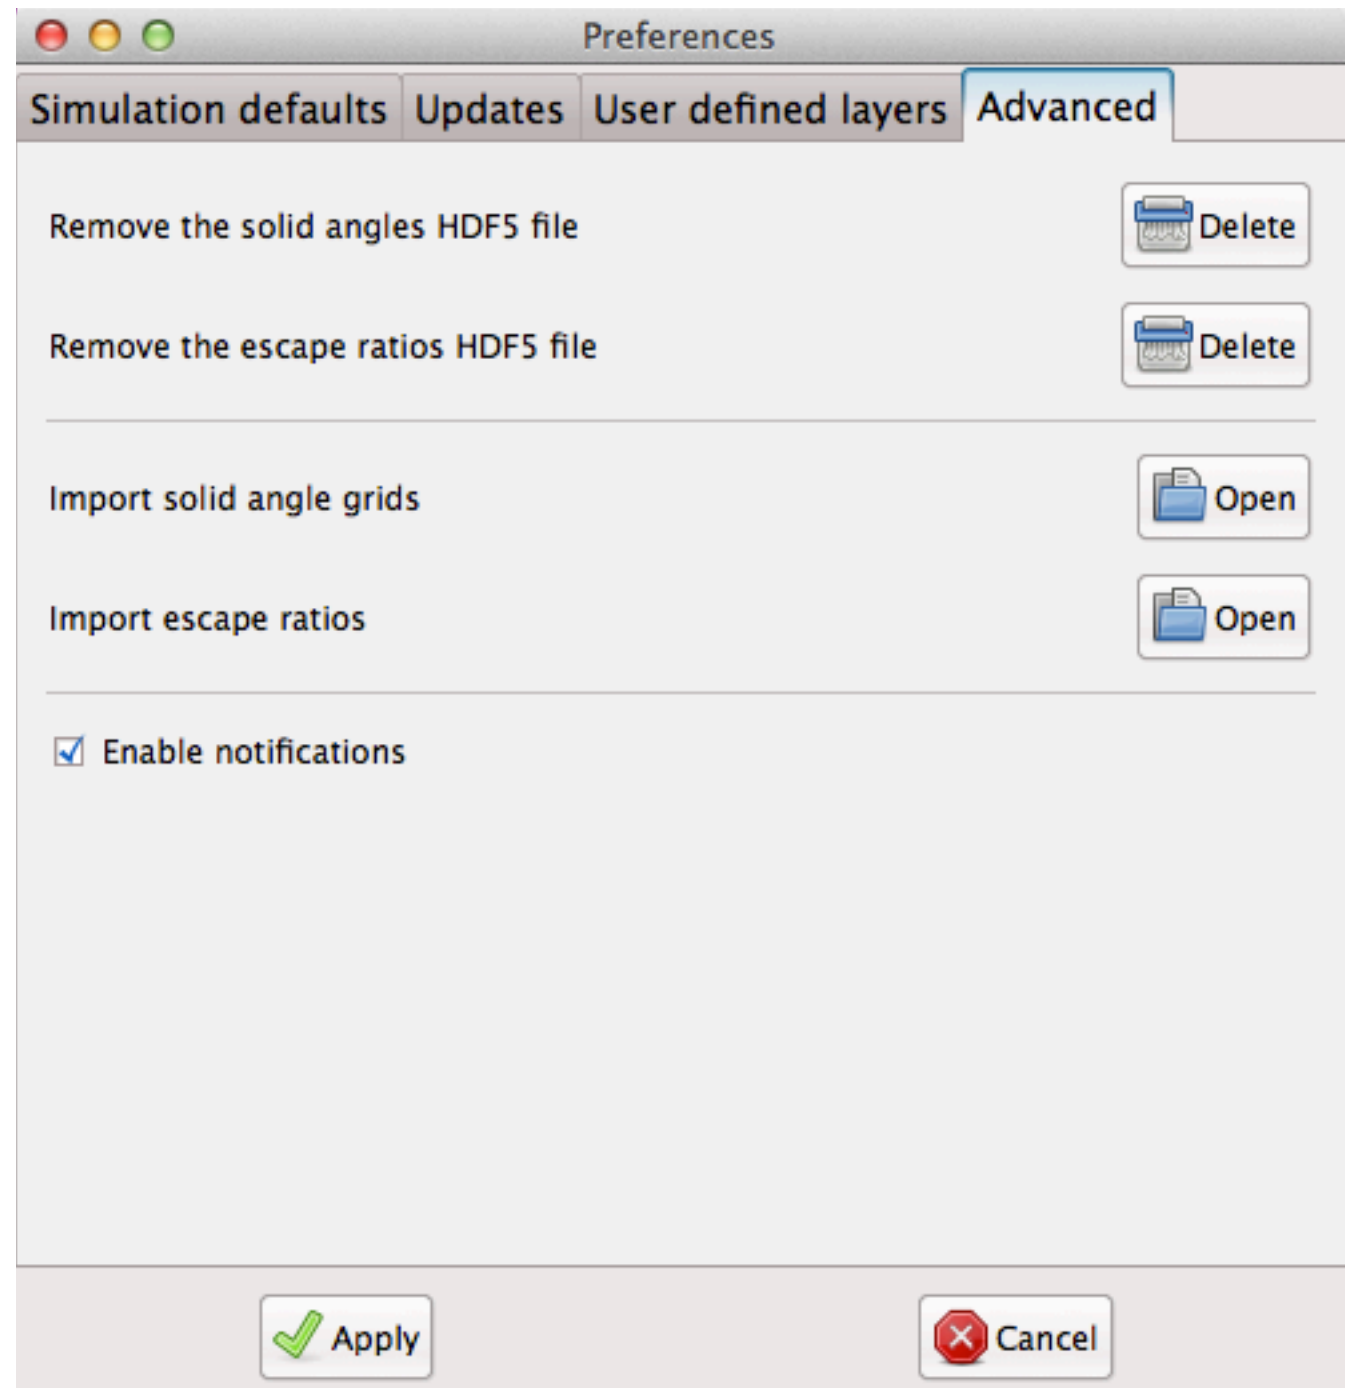 Preferences
Simulation defaults Updates User defined layers Advanced
Remove the solid angles HDF5 file Delete
Remove the escape ratios HDF5 file Delete
Import solid angle grids Open
Import escape ratios Open
Enable notifications
Apply Cancel